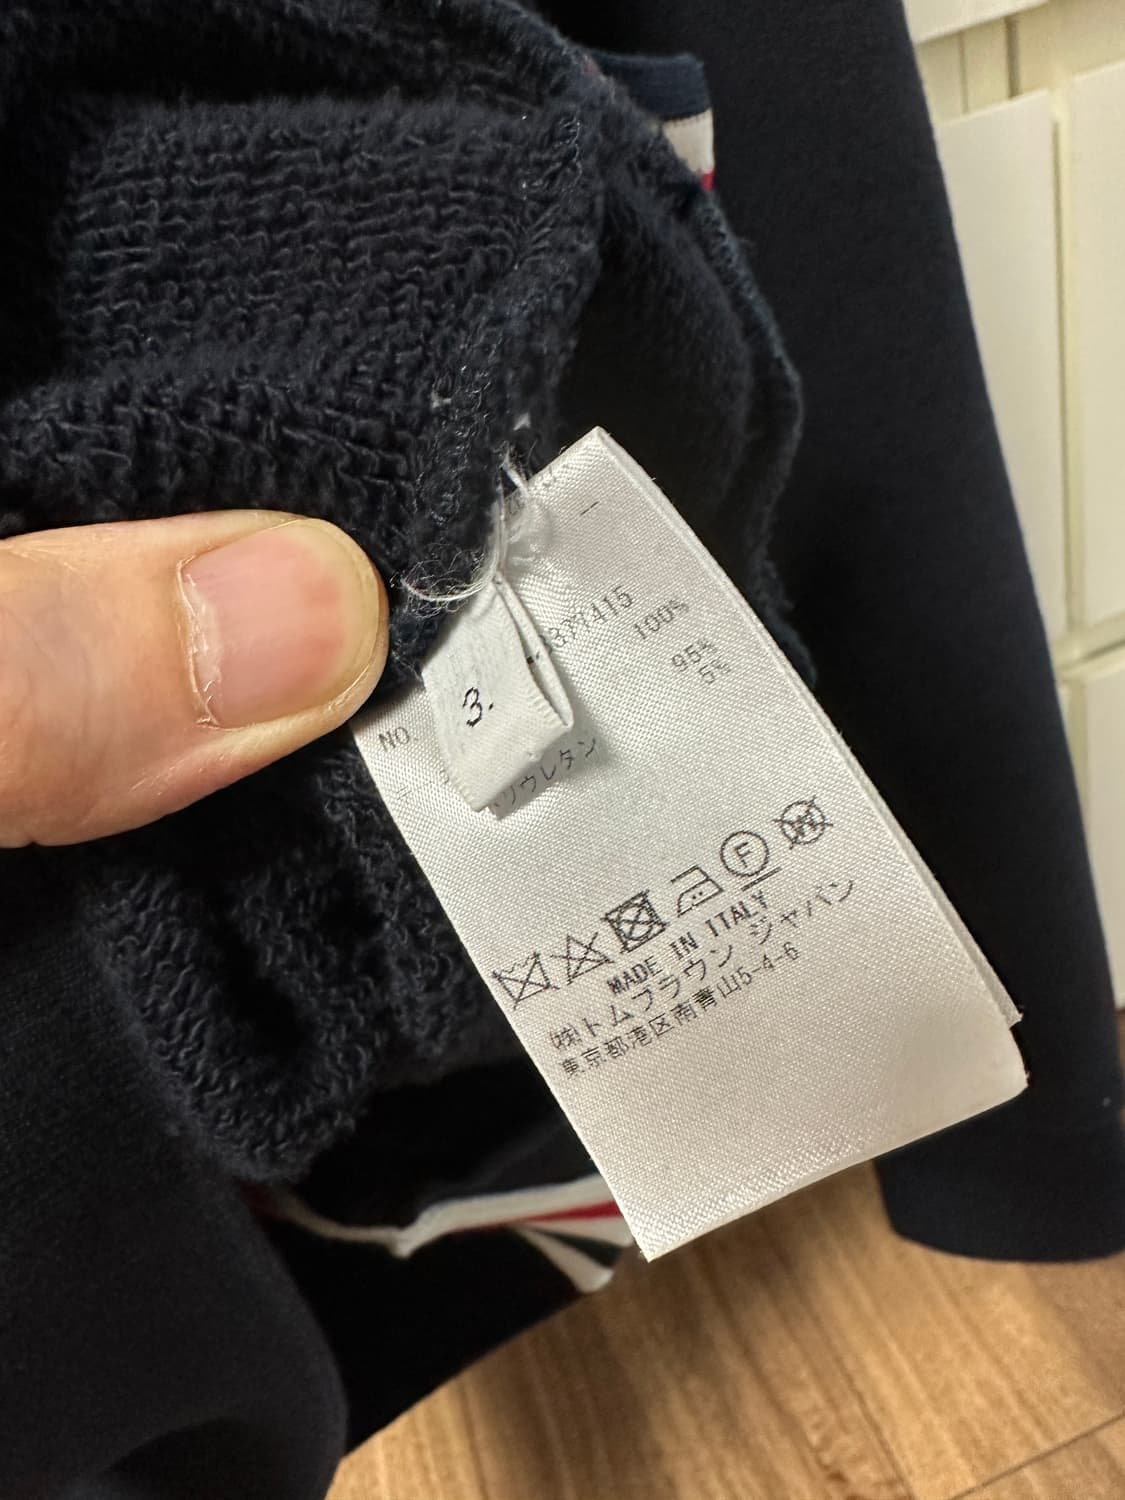 3.
NO
100%
95%
5%
リウレタン
F
W
MADE IN ITALY
㈱トムブラウン ジャパン
東京都港区南青山5-4-6